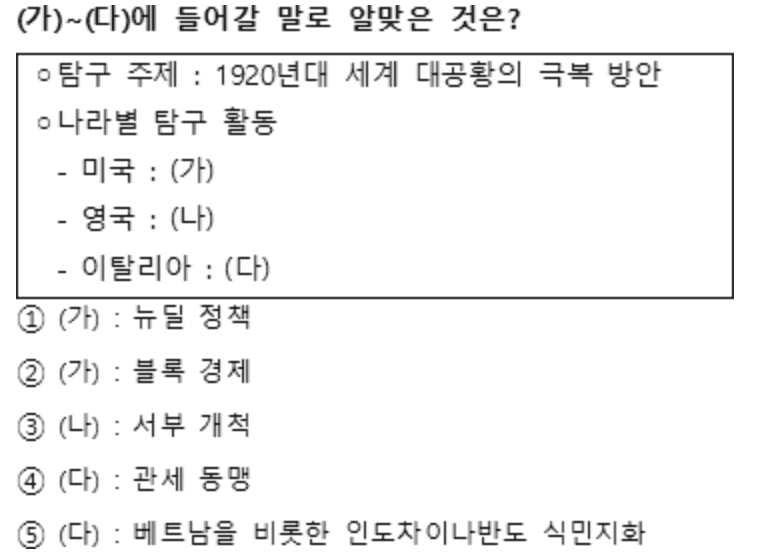 (가)~(다)에 들어갈 말로 알맞은 것은?
○탐구 주제 : 1920년대 세계 대공황의 극복 방안
○나라별 탐구 활동
- 미국 : (가)
- 영국 : (나)
- 이탈리아 : (다)
① (가) : 뉴딜 정책
② (가) : 블록 경제
③ (나) : 서부 개척
④ (다) : 관세 동맹
⑤ (다) : 베트남을 비롯한 인도차이나반도 식민지화